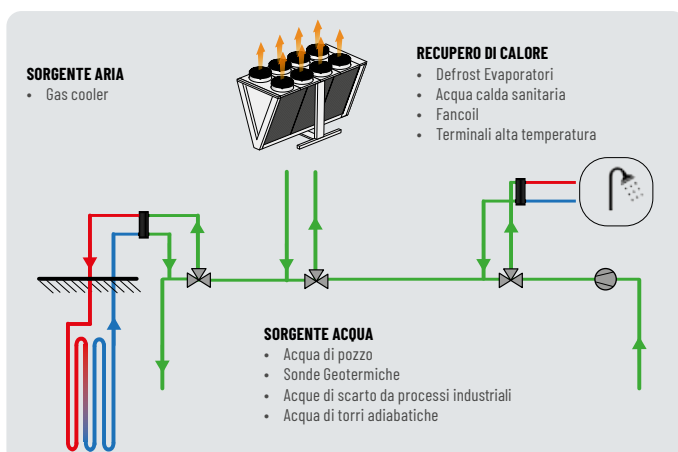 SORGENTE ARIA
• Gas cooler
RECUPERO DI CALORE
• Defrost Evaporatori
• Acqua calda sanitaria
• Fancoil
• Terminali alta temperatura
SORGENTE ACQUA
• Acqua di pozzo
• Sonde Geotermiche
• Acque di scarto da processi industriali
• Acqua di torri adiabatiche